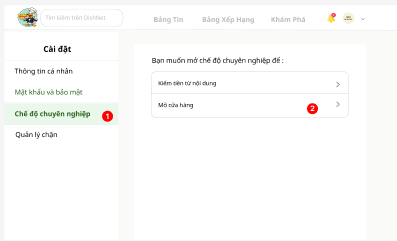 Tìm kiếm trên DishNet
Bảng Tin
Bảng Xếp Hạng
Khám Phá
Cài đặt
Thông tin cá nhân
Mật khẩu và bảo mật
Chế độ chuyên nghiệp
1
Quản lý chặn
Bạn muốn mở chế độ chuyên nghiệp để :
Kiếm tiền từ nội dung
Mở cửa hàng
2